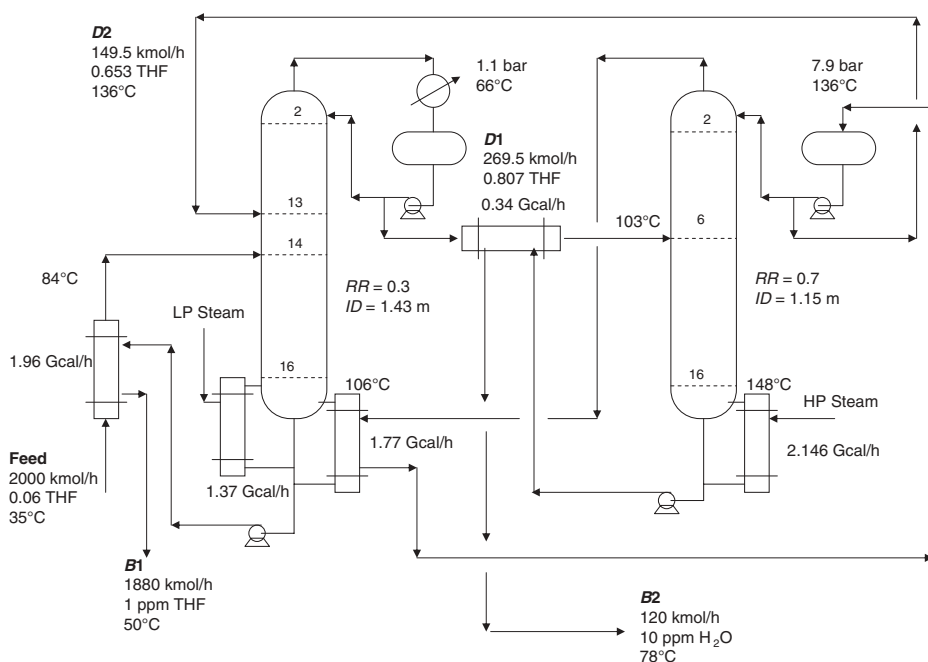 D2
149.5 kmol/h
0.653 THF
136°C
1.1 bar
66°C
7.9 bar
136°C
2
2
D1
269.5 kmol/h
0.807 THF
0.34 Gcal/h
13
14
103°C
6
84°C
RR = 0.3
ID = 1.43 m
RR = 0.7
ID = 1.15 m
LP Steam
1.96 Gcal/h
16
106°C
16
148°C
HP Steam
1.77 Gcal/h
2.146 Gcal/h
1.37 Gcal/h
Feed
2000 kmol/h
0.06 THF
35°C
B1
1880 kmol/h
1 ppm THF
50°C
B2
120 kmol/h
10 ppm H₂O
78°C